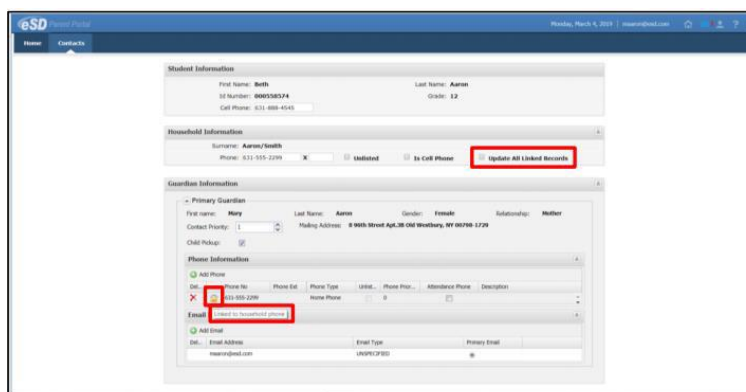 eSD Parent Portal
Monday, March 4, 2019 | maaron@esd.com
Home Contacts
Student Information
First Name: Beth Last Name: Aaron
Id Number: 000558574 Grade: 12
Cell Phone: 631-888-4545
Household Information
Surname: Aaron/Smith
Phone: 631-555-2299 X Unlisted Is Cell Phone Update All Linked Records
Guardian Information
Primary Guardian
First name: Mary Last Name: Aaron Gender: Female Relationship: Mother
Contact Priority: 1 Mailing Address: 8 96th Street Apt.3B Old Westbury, NY 00798-1729
Child Pickup:
Phone Information
Add Phone
Del... Phone No Phone Ext Phone Type Unlist... Phone Prior... Attendance Phone Description
631-555-2299 Home Phone 0
Email Linked to household phone
Add Email
Del... Email Address Email Type Primary Email
maaron@esd.com UNSPECIFIED